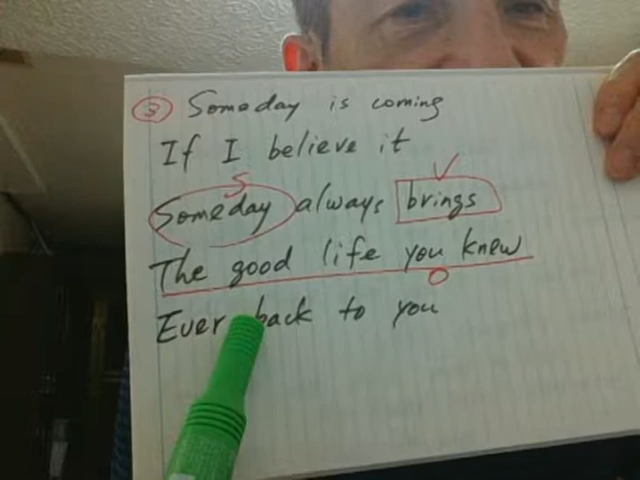 ③ Someday is coming
If I believe it
S V
Someday always brings
The good life you knew
O
Ever back to you